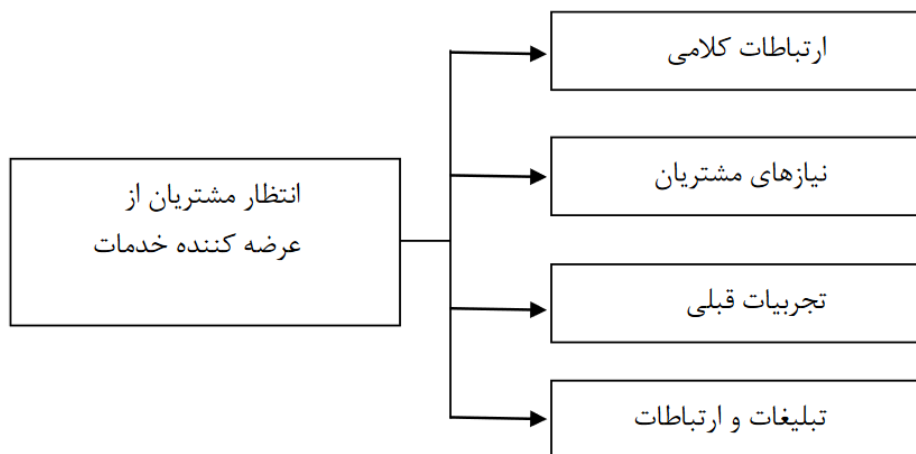 ارتباطات کلامی
نیازهای مشتریان
انتظار مشتریان از
عرضه کننده خدمات
تجربیات قبلی
تبلیغات و ارتباطات